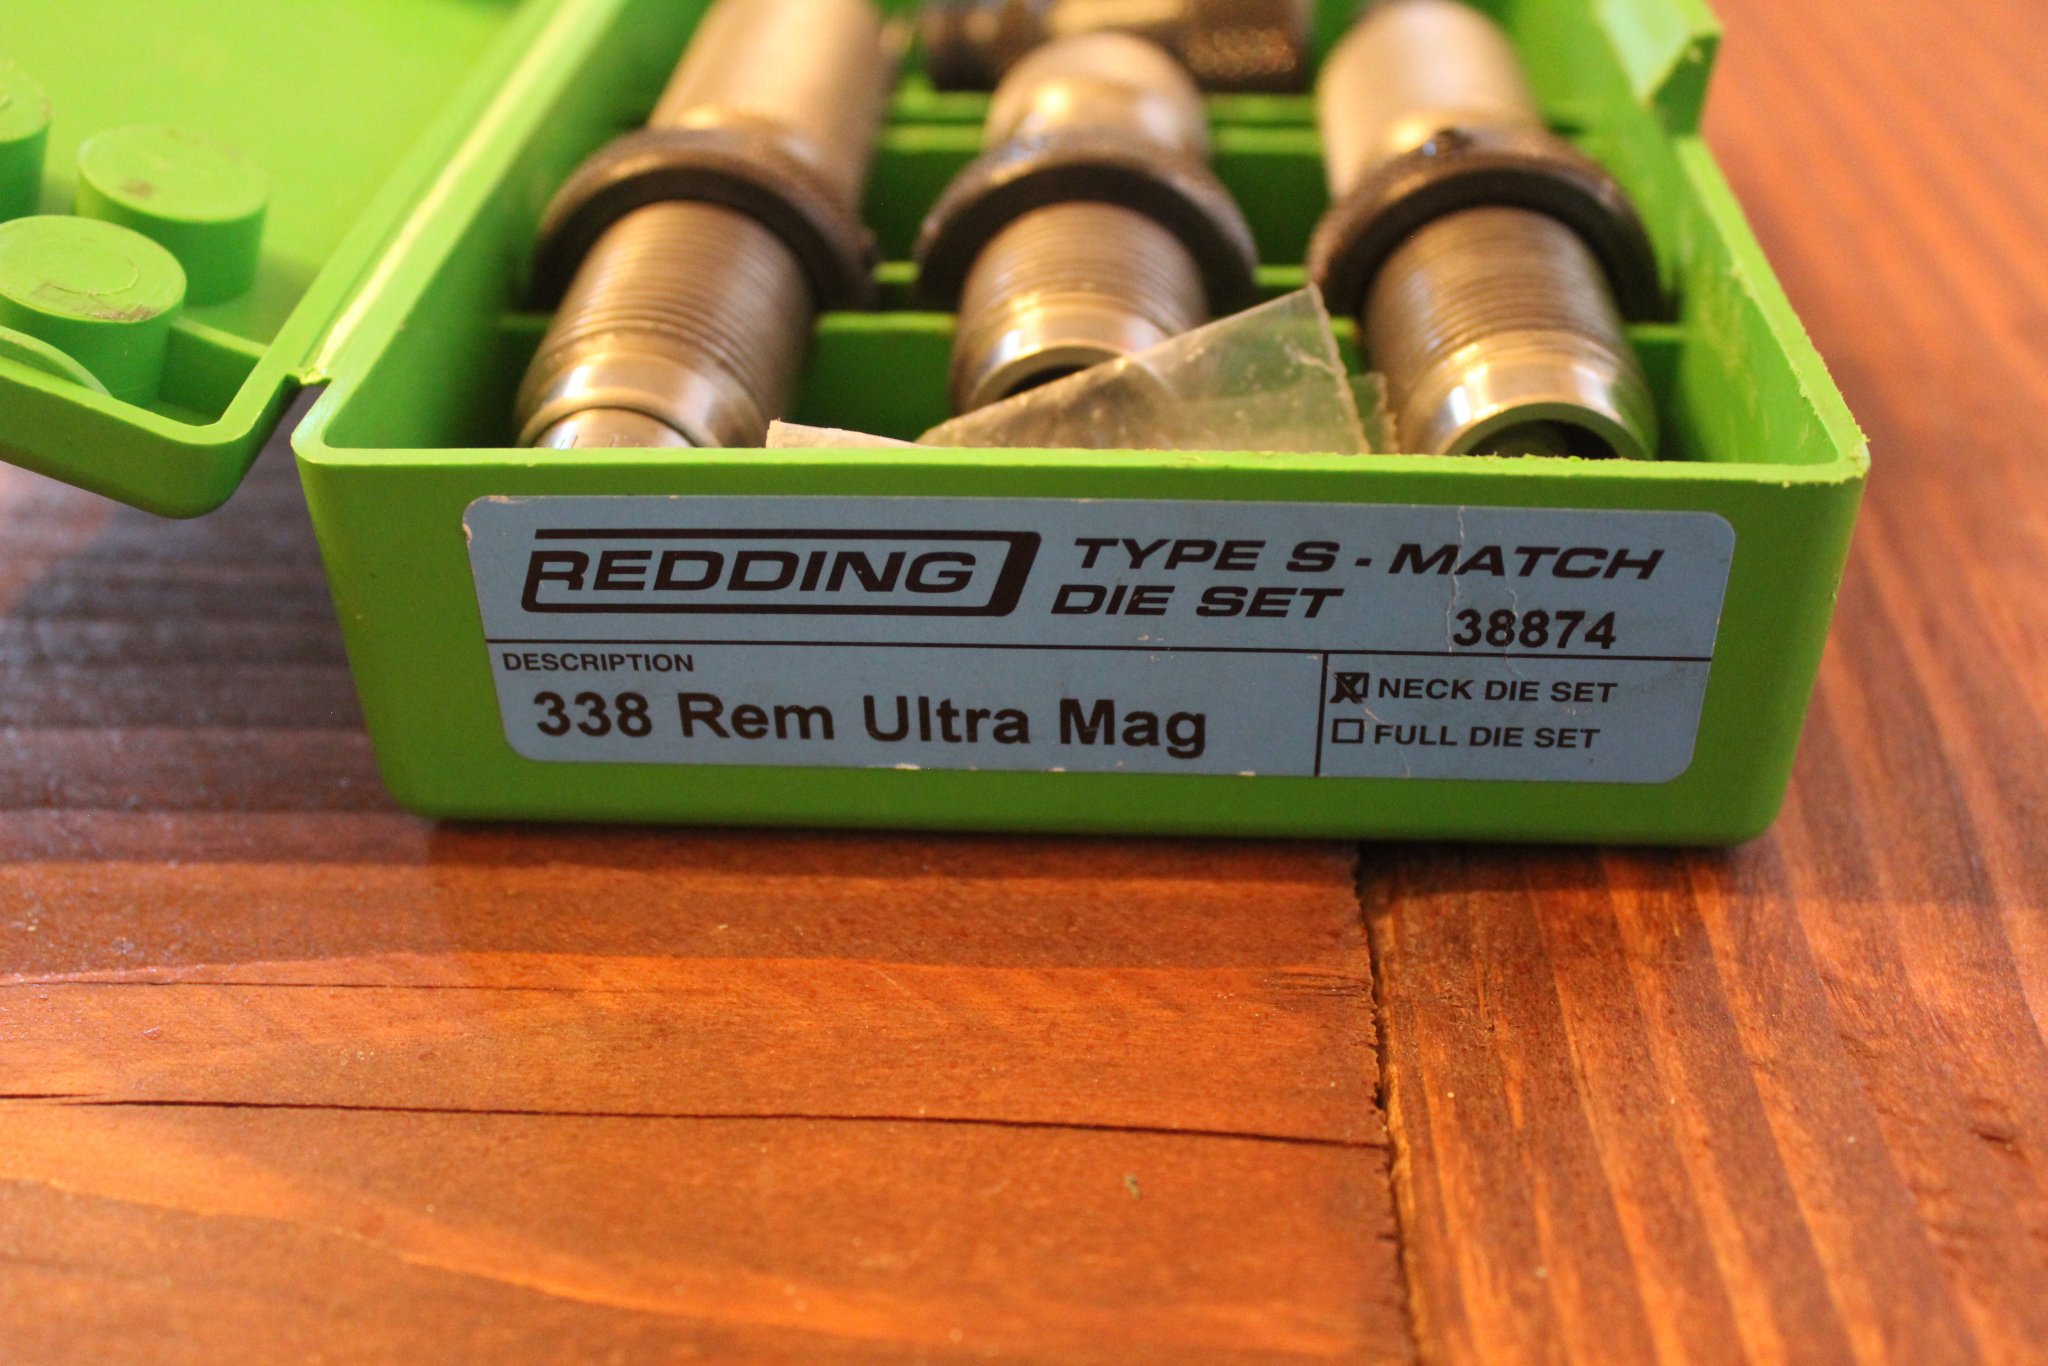 REDDING TYPE S - MATCH
DIE SET
38874
DESCRIPTION
338 Rem Ultra Mag
NECK DIE SET
FULL DIE SET